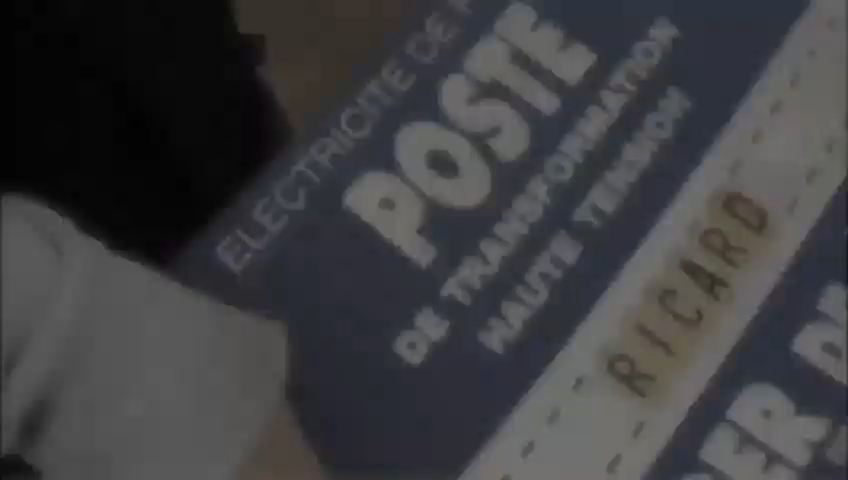 ELECTRICITE DE
POSTE
DE TRANSFORMATION
HAUTE TENSION
RICARD